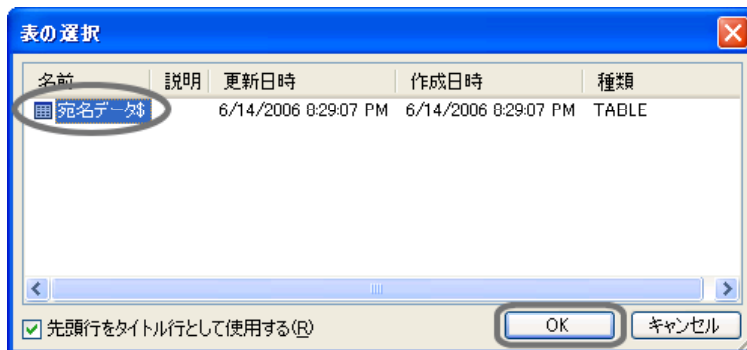 表の選択
名前 説明 更新日時 作成日時 種類
宛名データ$ 6/14/2006 8:29:07 PM 6/14/2006 8:29:07 PM TABLE
先頭行をタイトル行として使用する(R) OK キャンセル